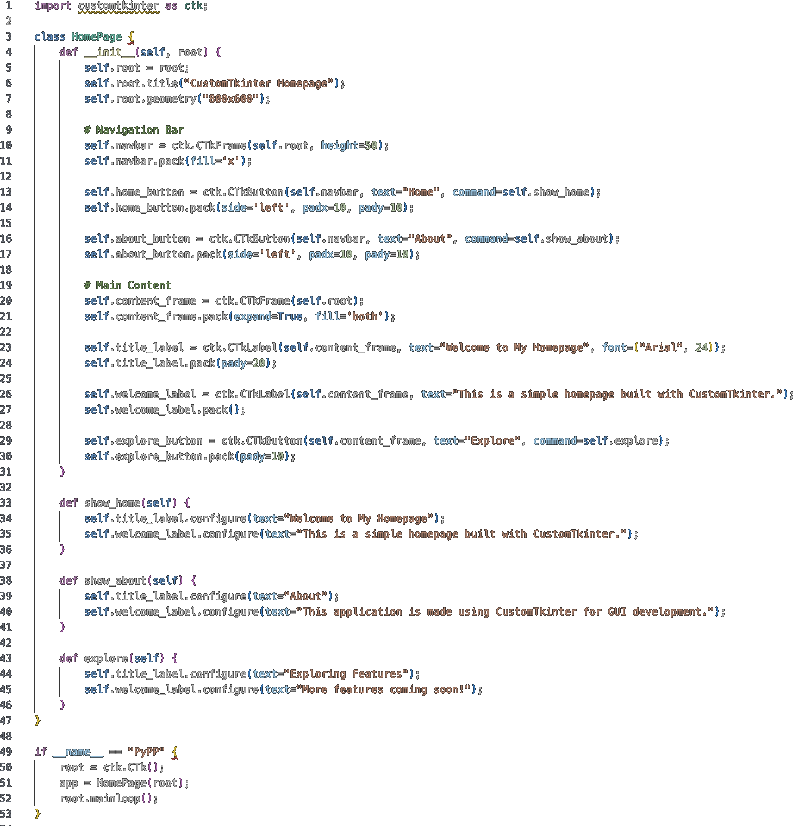 1 import customtkinter as ctk;
2
3 class HomePage {
4 def __init__(self, root) {
5 self.root = root;
6 self.root.title("CustomTkinter Homepage");
7 self.root.geometry("800x600");
8
9 # Navigation Bar
10 self.navbar = ctk.CTkFrame(self.root, height=50);
11 self.navbar.pack(fill='x');
12
13 self.home_button = ctk.CTkButton(self.navbar, text="Home", command=self.show_home);
14 self.home_button.pack(side='left', padx=10, pady=10);
15
16 self.about_button = ctk.CTkButton(self.navbar, text="About", command=self.show_about);
17 self.about_button.pack(side='left', padx=10, pady=10);
18
19 # Main Content
20 self.content_frame = ctk.CTkFrame(self.root);
21 self.content_frame.pack(expand=True, fill='both');
22
23 self.title_label = ctk.CTkLabel(self.content_frame, text="Welcome to My Homepage", font=("Arial", 24));
24 self.title_label.pack(pady=20);
25
26 self.welcome_label = ctk.CTkLabel(self.content_frame, text="This is a simple homepage built with CustomTkinter.");
27 self.welcome_label.pack();
28
29 self.explore_button = ctk.CTkButton(self.content_frame, text="Explore", command=self.explore);
30 self.explore_button.pack(pady=10);
31 }
32
33 def show_home(self) {
34 self.title_label.configure(text="Welcome to My Homepage");
35 self.welcome_label.configure(text="This is a simple homepage built with CustomTkinter.");
36 }
37
38 def show_about(self) {
39 self.title_label.configure(text="About");
40 self.welcome_label.configure(text="This application is made using CustomTkinter for GUI development.");
41 }
42
43 def explore(self) {
44 self.title_label.configure(text="Exploring Features");
45 self.welcome_label.configure(text="More features coming soon!");
46 }
47 }
48
49 if __name__ == "PyPP" {
50 root = ctk.CTk();
51 app = HomePage(root);
52 root.mainloop();
53 }